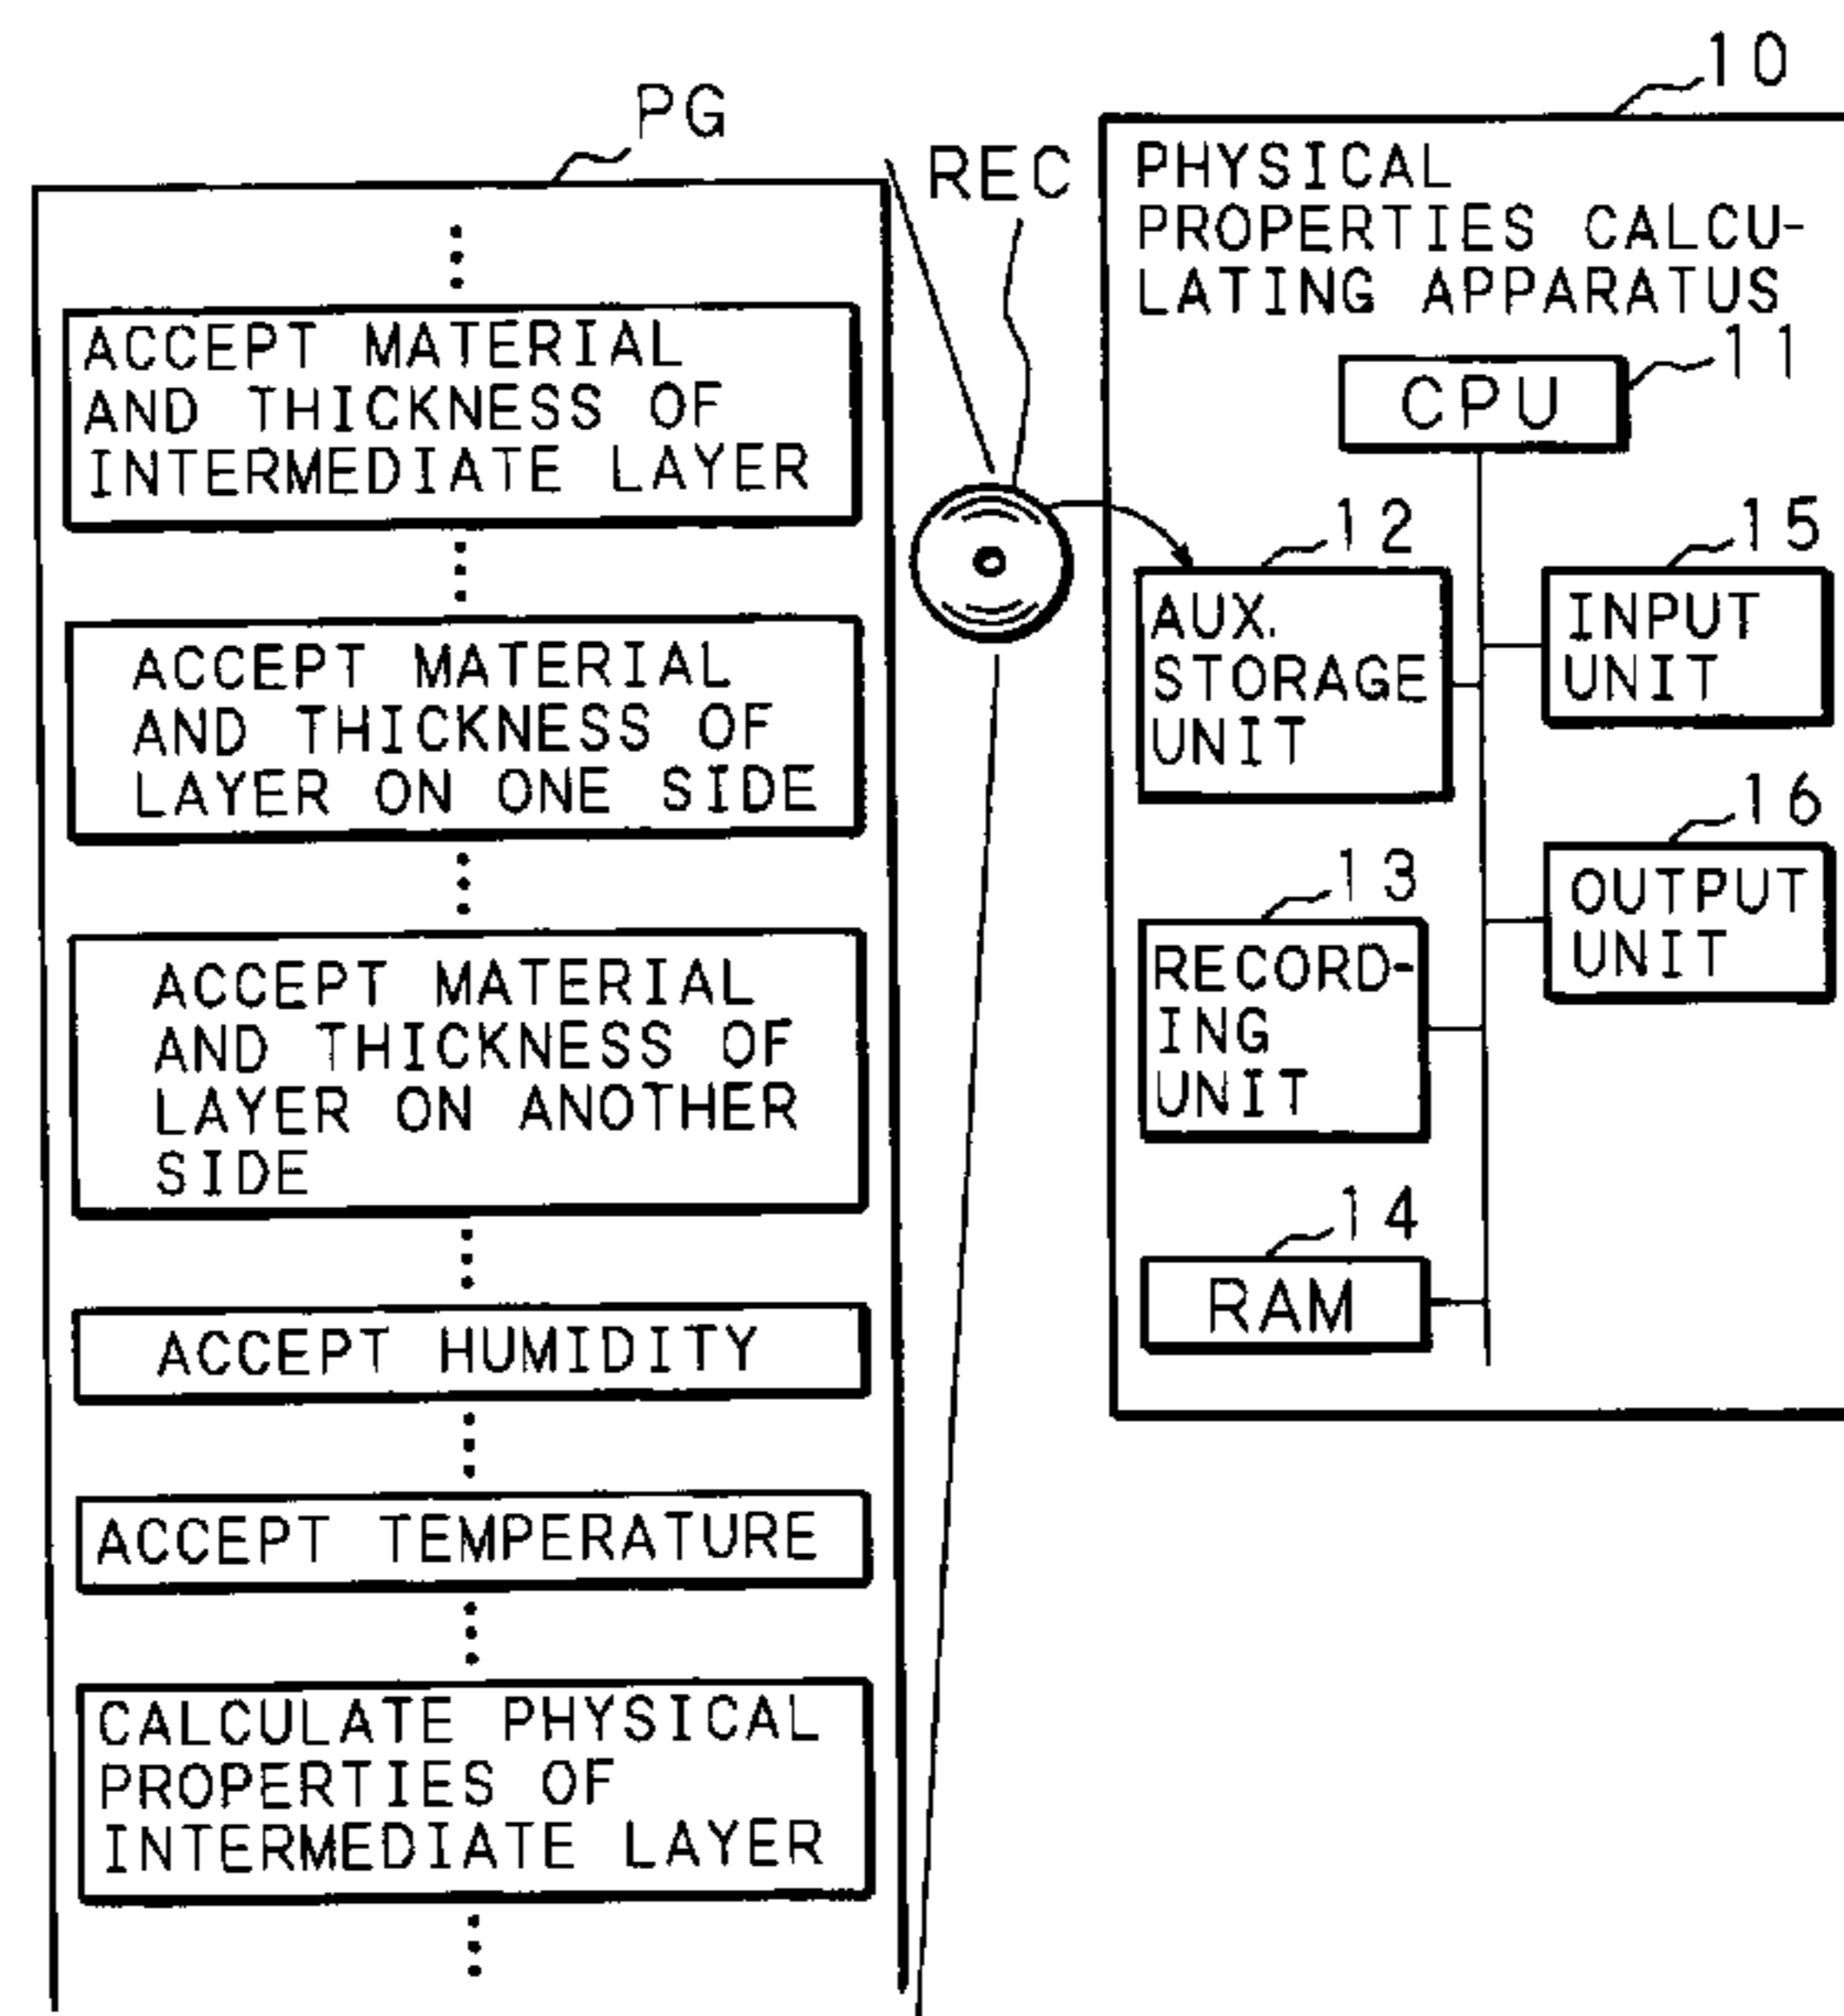 PG
ACCEPT MATERIAL
AND THICKNESS OF
INTERMEDIATE LAYER
ACCEPT MATERIAL
AND THICKNESS OF
LAYER ON ONE SIDE
ACCEPT MATERIAL
AND THICKNESS OF
LAYER ON ANOTHER
SIDE
ACCEPT HUMIDITY
ACCEPT TEMPERATURE
CALCULATE PHYSICAL
PROPERTIES OF
INTERMEDIATE LAYER
REC
10
PHYSICAL
PROPERTIES CALCU-
LATING APPARATUS
11
CPU
12
AUX.
STORAGE
UNIT
15
INPUT
UNIT
16
OUTPUT
UNIT
13
RECORD-
ING
UNIT
14
RAM